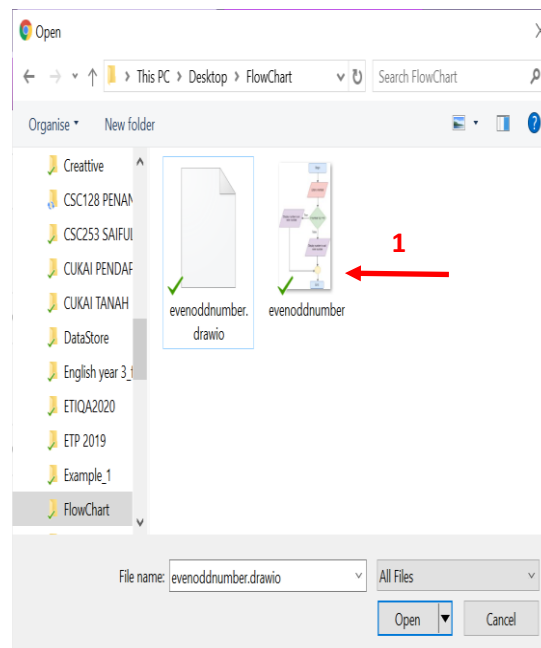 Open
This PC > Desktop > FlowChart
Search FlowChart
Organise
New folder
Creattive
CSC128 PENAN
CSC253 SAIFUL
CUKAI PENDAF
CUKAI TANAH
DataStore
English year 3_t
ETIQA2020
ETP 2019
Example_1
FlowChart
evenoddnumber.
drawio
evenoddnumber
1
File name: evenoddnumber.drawio
All Files
Open
Cancel